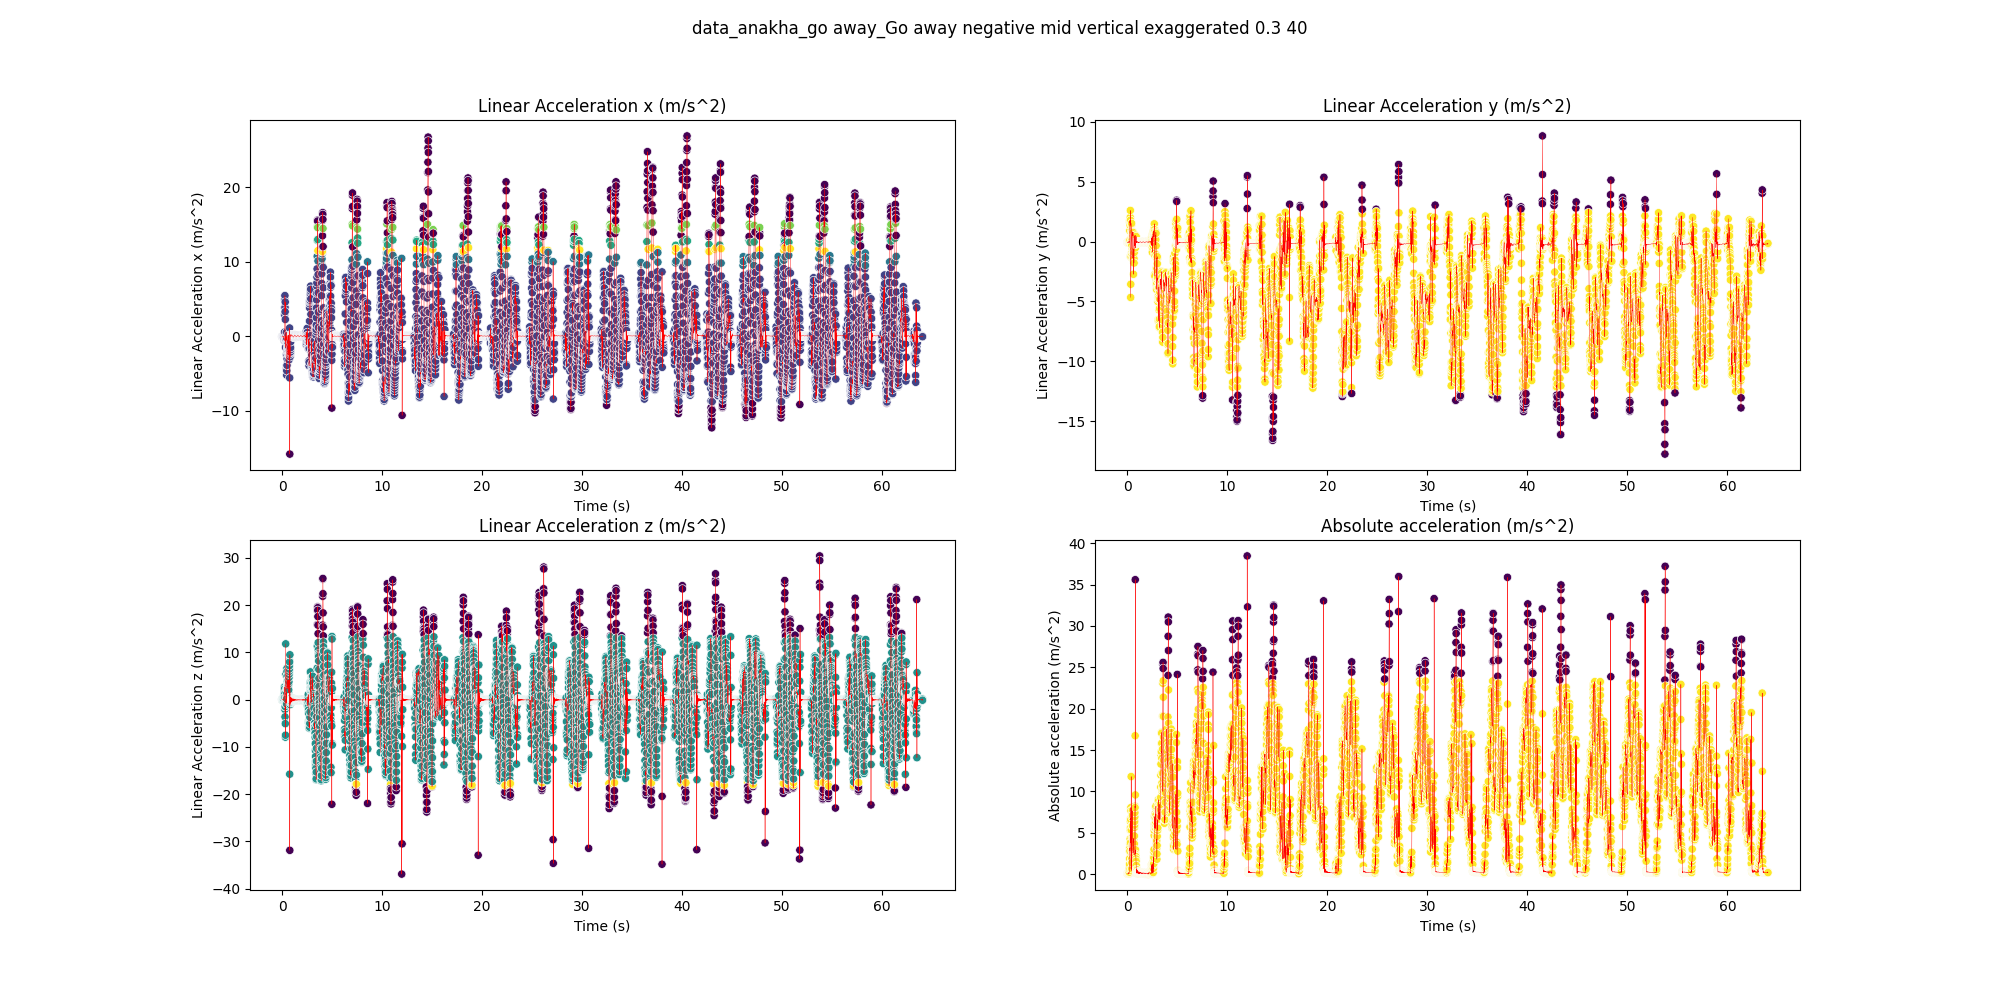 data_anakha_go away_Go away negative mid vertical exaggerated 0.3 40
Linear Acceleration x (m/s^2)
Linear Acceleration x (m/s^2)
20
10
0
−10
0 10 20 30 40 50 60
Time (s)
Linear Acceleration y (m/s^2)
Linear Acceleration y (m/s^2)
10
5
0
−5
−10
−15
0 10 20 30 40 50 60
Time (s)
Linear Acceleration z (m/s^2)
Linear Acceleration z (m/s^2)
30
20
10
0
−10
−20
−30
−40
0 10 20 30 40 50 60
Time (s)
Absolute acceleration (m/s^2)
Absolute acceleration (m/s^2)
40
35
30
25
20
15
10
5
0
0 10 20 30 40 50 60
Time (s)